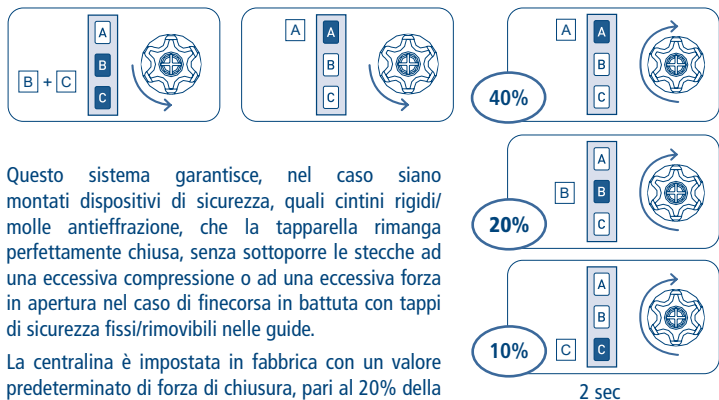 A
B
C
B + C
A
A
B
C
A
A
B
C
40%
Questo sistema garantisce, nel caso siano
montati dispositivi di sicurezza, quali cintini rigidi/
molle antieffrazione, che la tapparella rimanga
perfettamente chiusa, senza sottoporre le stecche ad
una eccessiva compressione o ad una eccessiva forza
in apertura nel caso di finecorsa in battuta con tappi
di sicurezza fissi/rimovibili nelle guide.
La centralina è impostata in fabbrica con un valore
predeterminato di forza di chiusura, pari al 20% della
A
B
B
C
20%
A
B
C
C
10%
2 sec